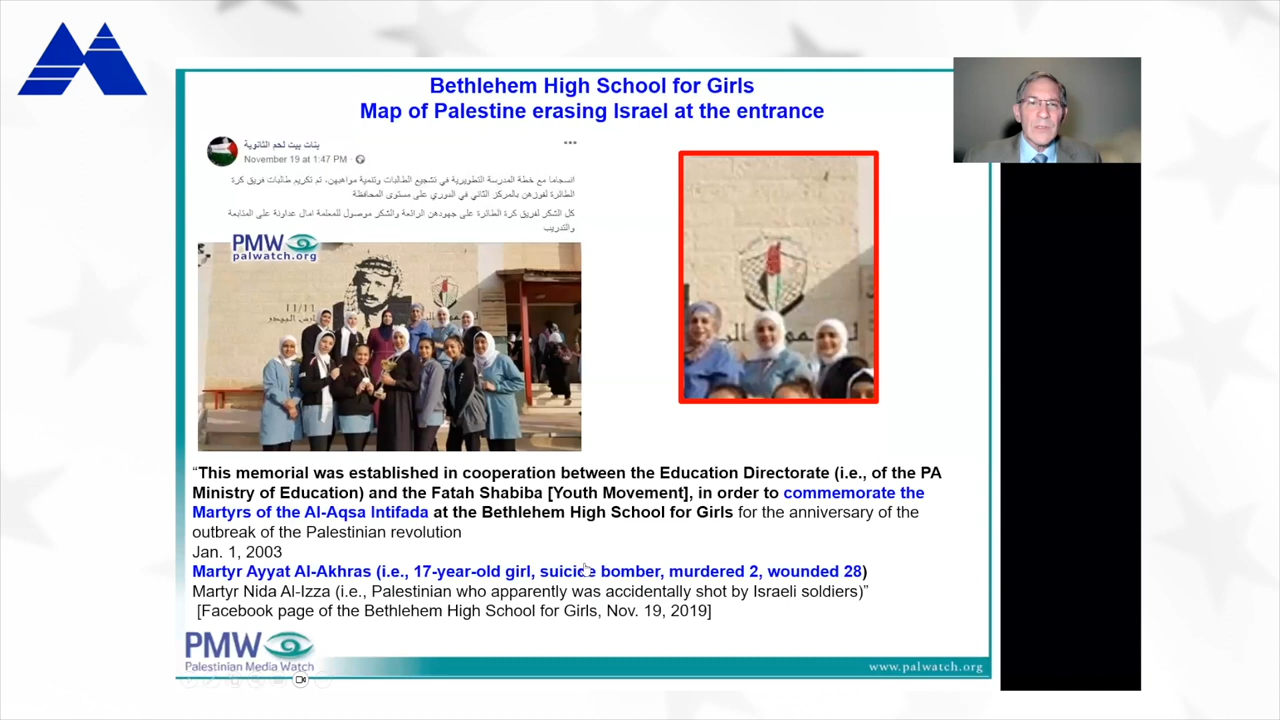 Bethlehem High School for Girls
Map of Palestine erasing Israel at the entrance
بنات بيت لحم الثانوية
November 19 at 1:47 PM ·
انسجاما مع خطة المدرسة التطويرية في تشجيع الطالبات وتنمية مواهبهن، تم تكريم طالبات فريق كرة
الطائرة لفوزهن بالمركز الثاني في الدوري على مستوى المحافظة
كل الشكر لفريق كرة الطائرة على جهودهن الرائعة والشكر موصول للمعلمة امال عداونة على المتابعة
والتدريب
PMW
palwatch.org
11/11
“This memorial was established in cooperation between the Education Directorate (i.e., of the PA
Ministry of Education) and the Fatah Shabiba [Youth Movement], in order to commemorate the
Martyrs of the Al-Aqsa Intifada at the Bethlehem High School for Girls for the anniversary of the
outbreak of the Palestinian revolution
Jan. 1, 2003
Martyr Ayyat Al-Akhras (i.e., 17-year-old girl, suicide bomber, murdered 2, wounded 28)
Martyr Nida Al-Izza (i.e., Palestinian who apparently was accidentally shot by Israeli soldiers)”
[Facebook page of the Bethlehem High School for Girls, Nov. 19, 2019]
PMW
Palestinian Media Watch
www.palwatch.org